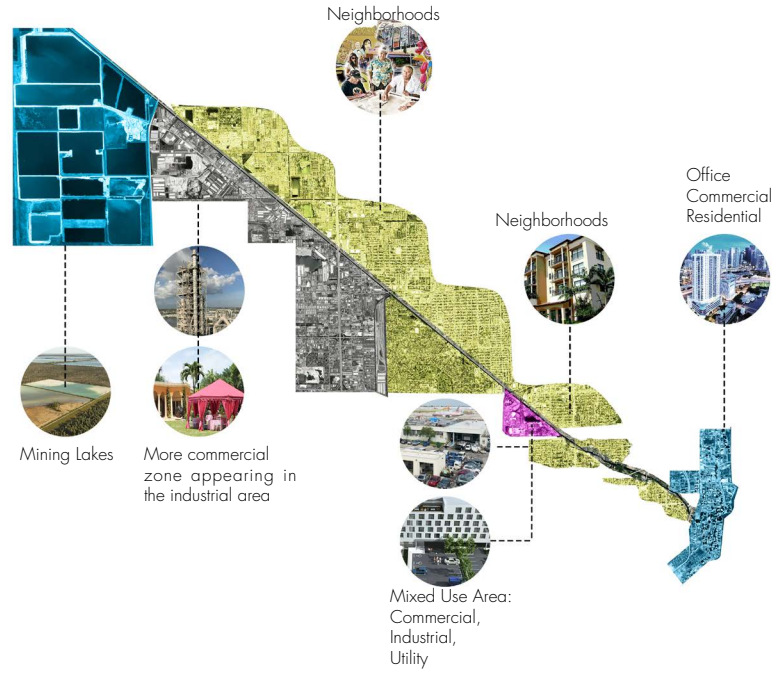 Neighborhoods
Office
Commercial
Residential
Neighborhoods
Mining Lakes
More commercial
zone appearing in
the industrial area
Mixed Use Area:
Commercial,
Industrial,
Utility